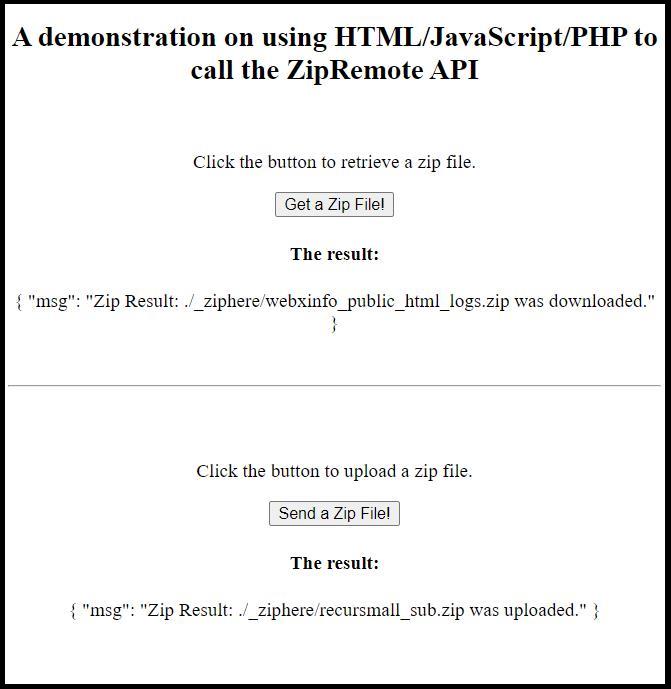 A demonstration on using HTML/JavaScript/PHP to
call the ZipRemote API
Click the button to retrieve a zip file.
Get a Zip File!
The result:
{ "msg": "Zip Result: ./_ziphere/webxinfo_public_html_logs.zip was downloaded."
}
Click the button to upload a zip file.
Send a Zip File!
The result:
{ "msg": "Zip Result: ./_ziphere/recursmall_sub.zip was uploaded." }